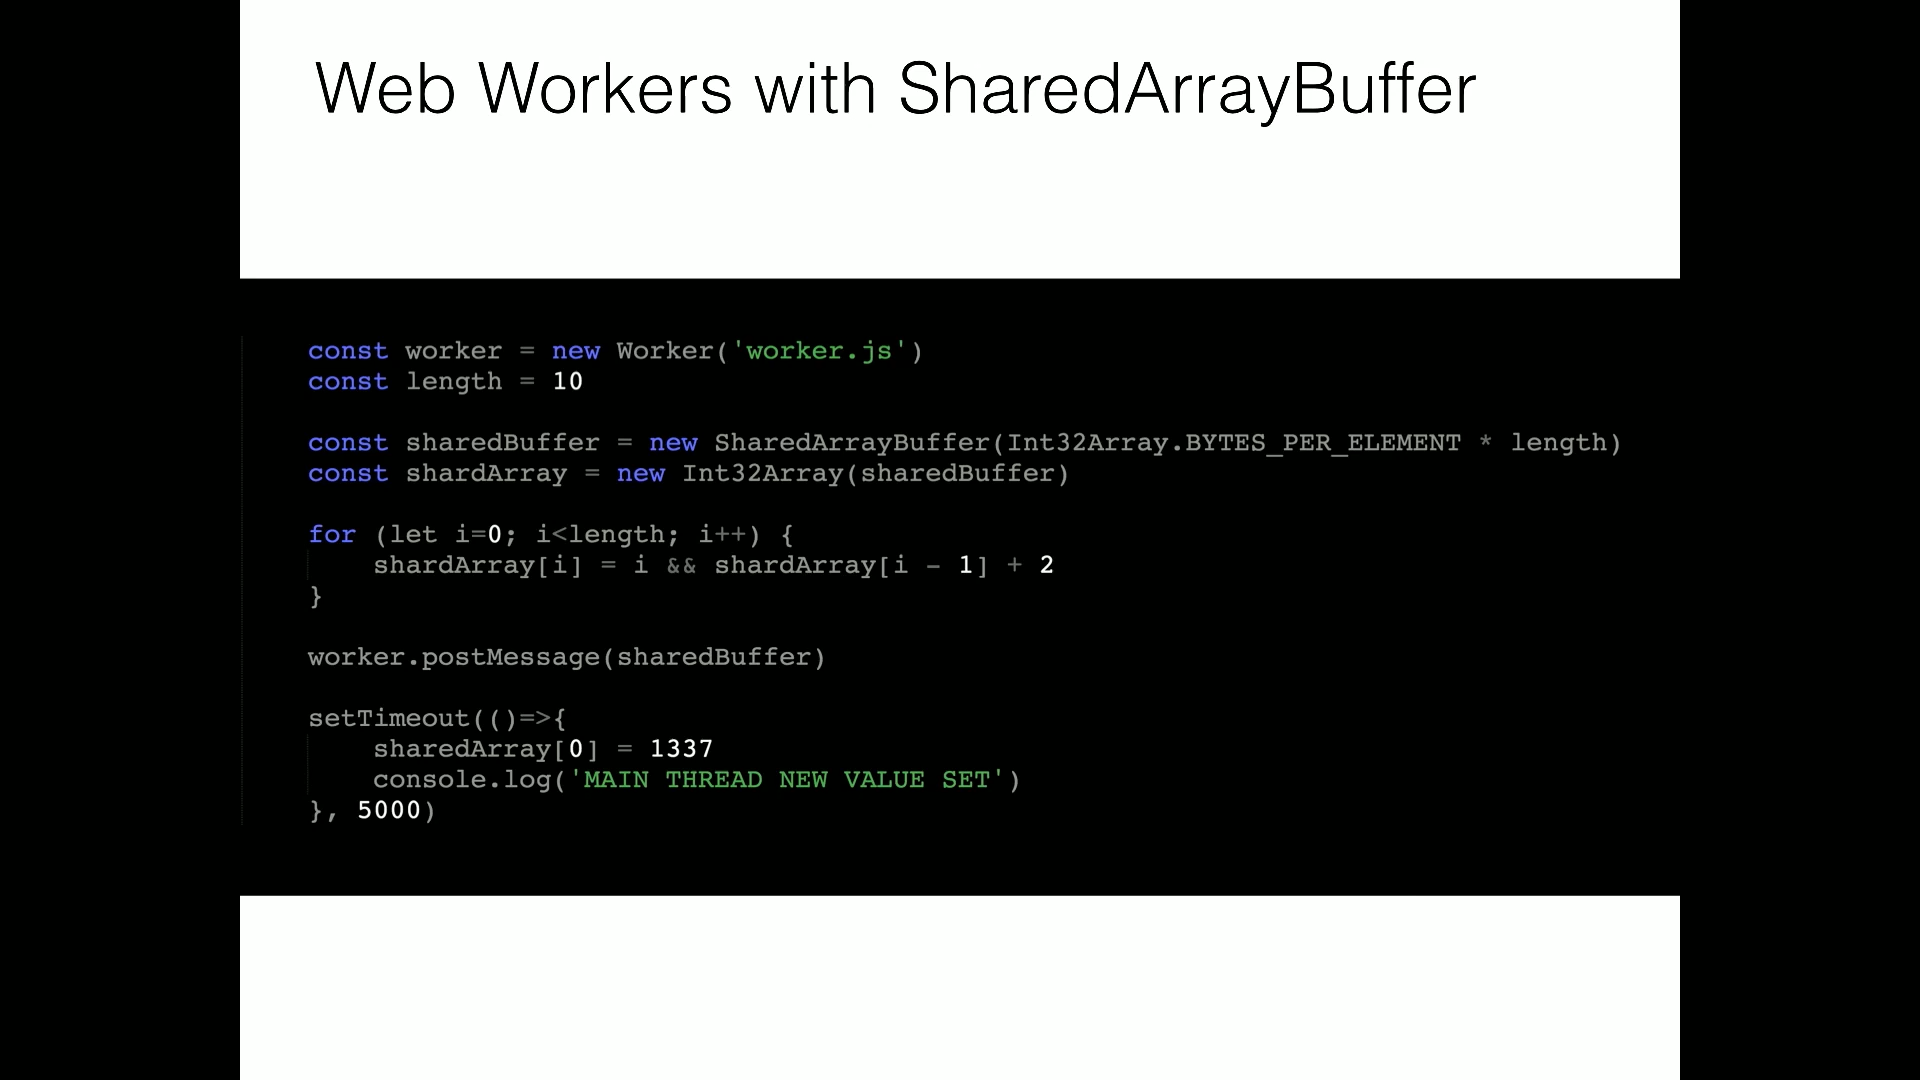 Web Workers with SharedArrayBuffer
const worker = new Worker('worker.js')
const length = 10
const sharedBuffer = new SharedArrayBuffer(Int32Array.BYTES_PER_ELEMENT * length)
const shardArray = new Int32Array(sharedBuffer)
for (let i=0; i<length; i++) {
shardArray[i] = i && shardArray[i - 1] + 2
}
worker.postMessage(sharedBuffer)
setTimeout(()=>{
sharedArray[0] = 1337
console.log('MAIN THREAD NEW VALUE SET')
}, 5000)